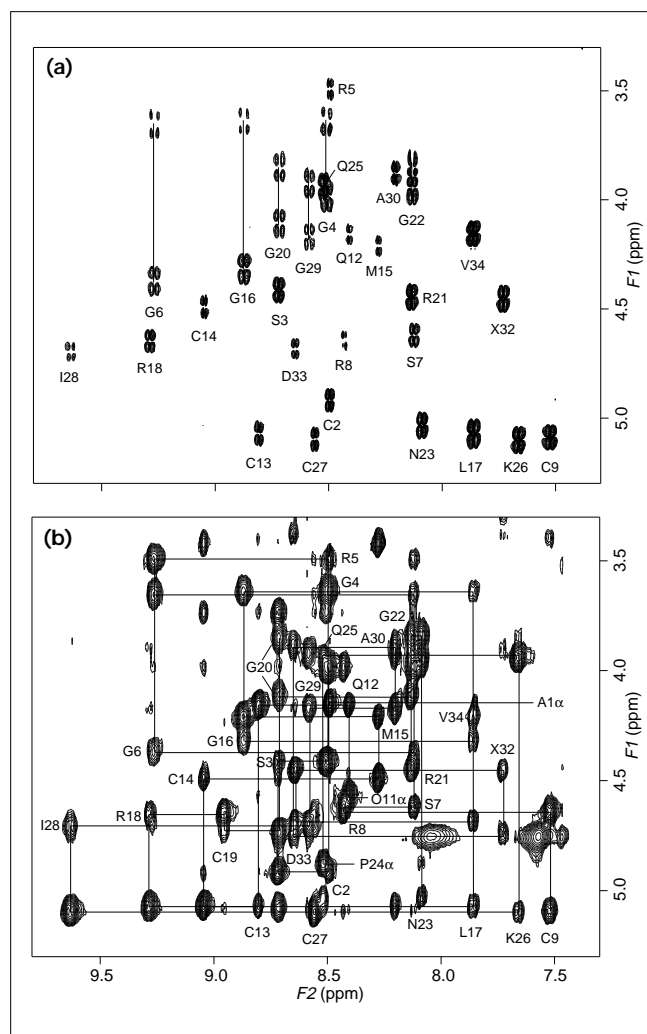 (a)
R5
3.5
Q25
A30
G4
G22
4.0
G20
G29
Q12
M15
V34
F1 (ppm)
G6
G16
C14
S3
R21
X32
4.5
I28
R18
D33
R8
S7
C2
5.0
C13
C27
N23
L17
K26
C9
(b)
R5
3.5
G4
G22
Q25
A30
4.0
G20
G29
Q12
A1α
G6
G16
M15
V34
F1 (ppm)
S3
X32
C14
R21
4.5
R18
O11α
S7
I28
R8
C19
D33
P24α
C2
5.0
C13
C27
N23
L17
K26
C9
9.5
9.0
8.5
8.0
7.5
F2 (ppm)